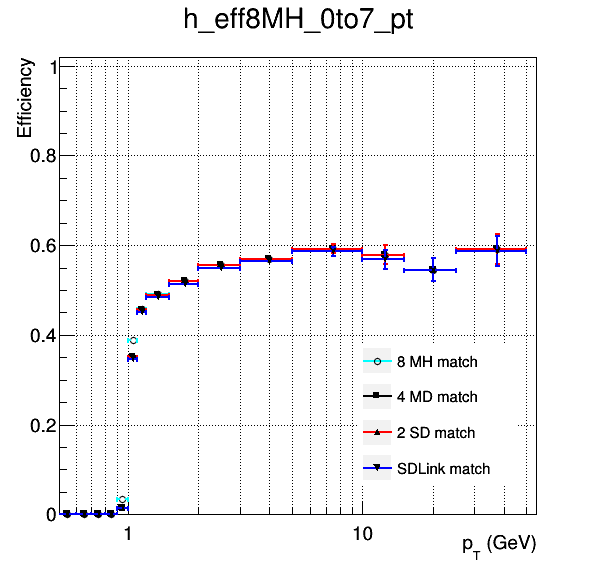 h_eff8MH_0to7_pt
Efficiency
1
0.8
0.6
0.4
0.2
0
8 MH match
4 MD match
2 SD match
SDLink match
1
10
p_T (GeV)